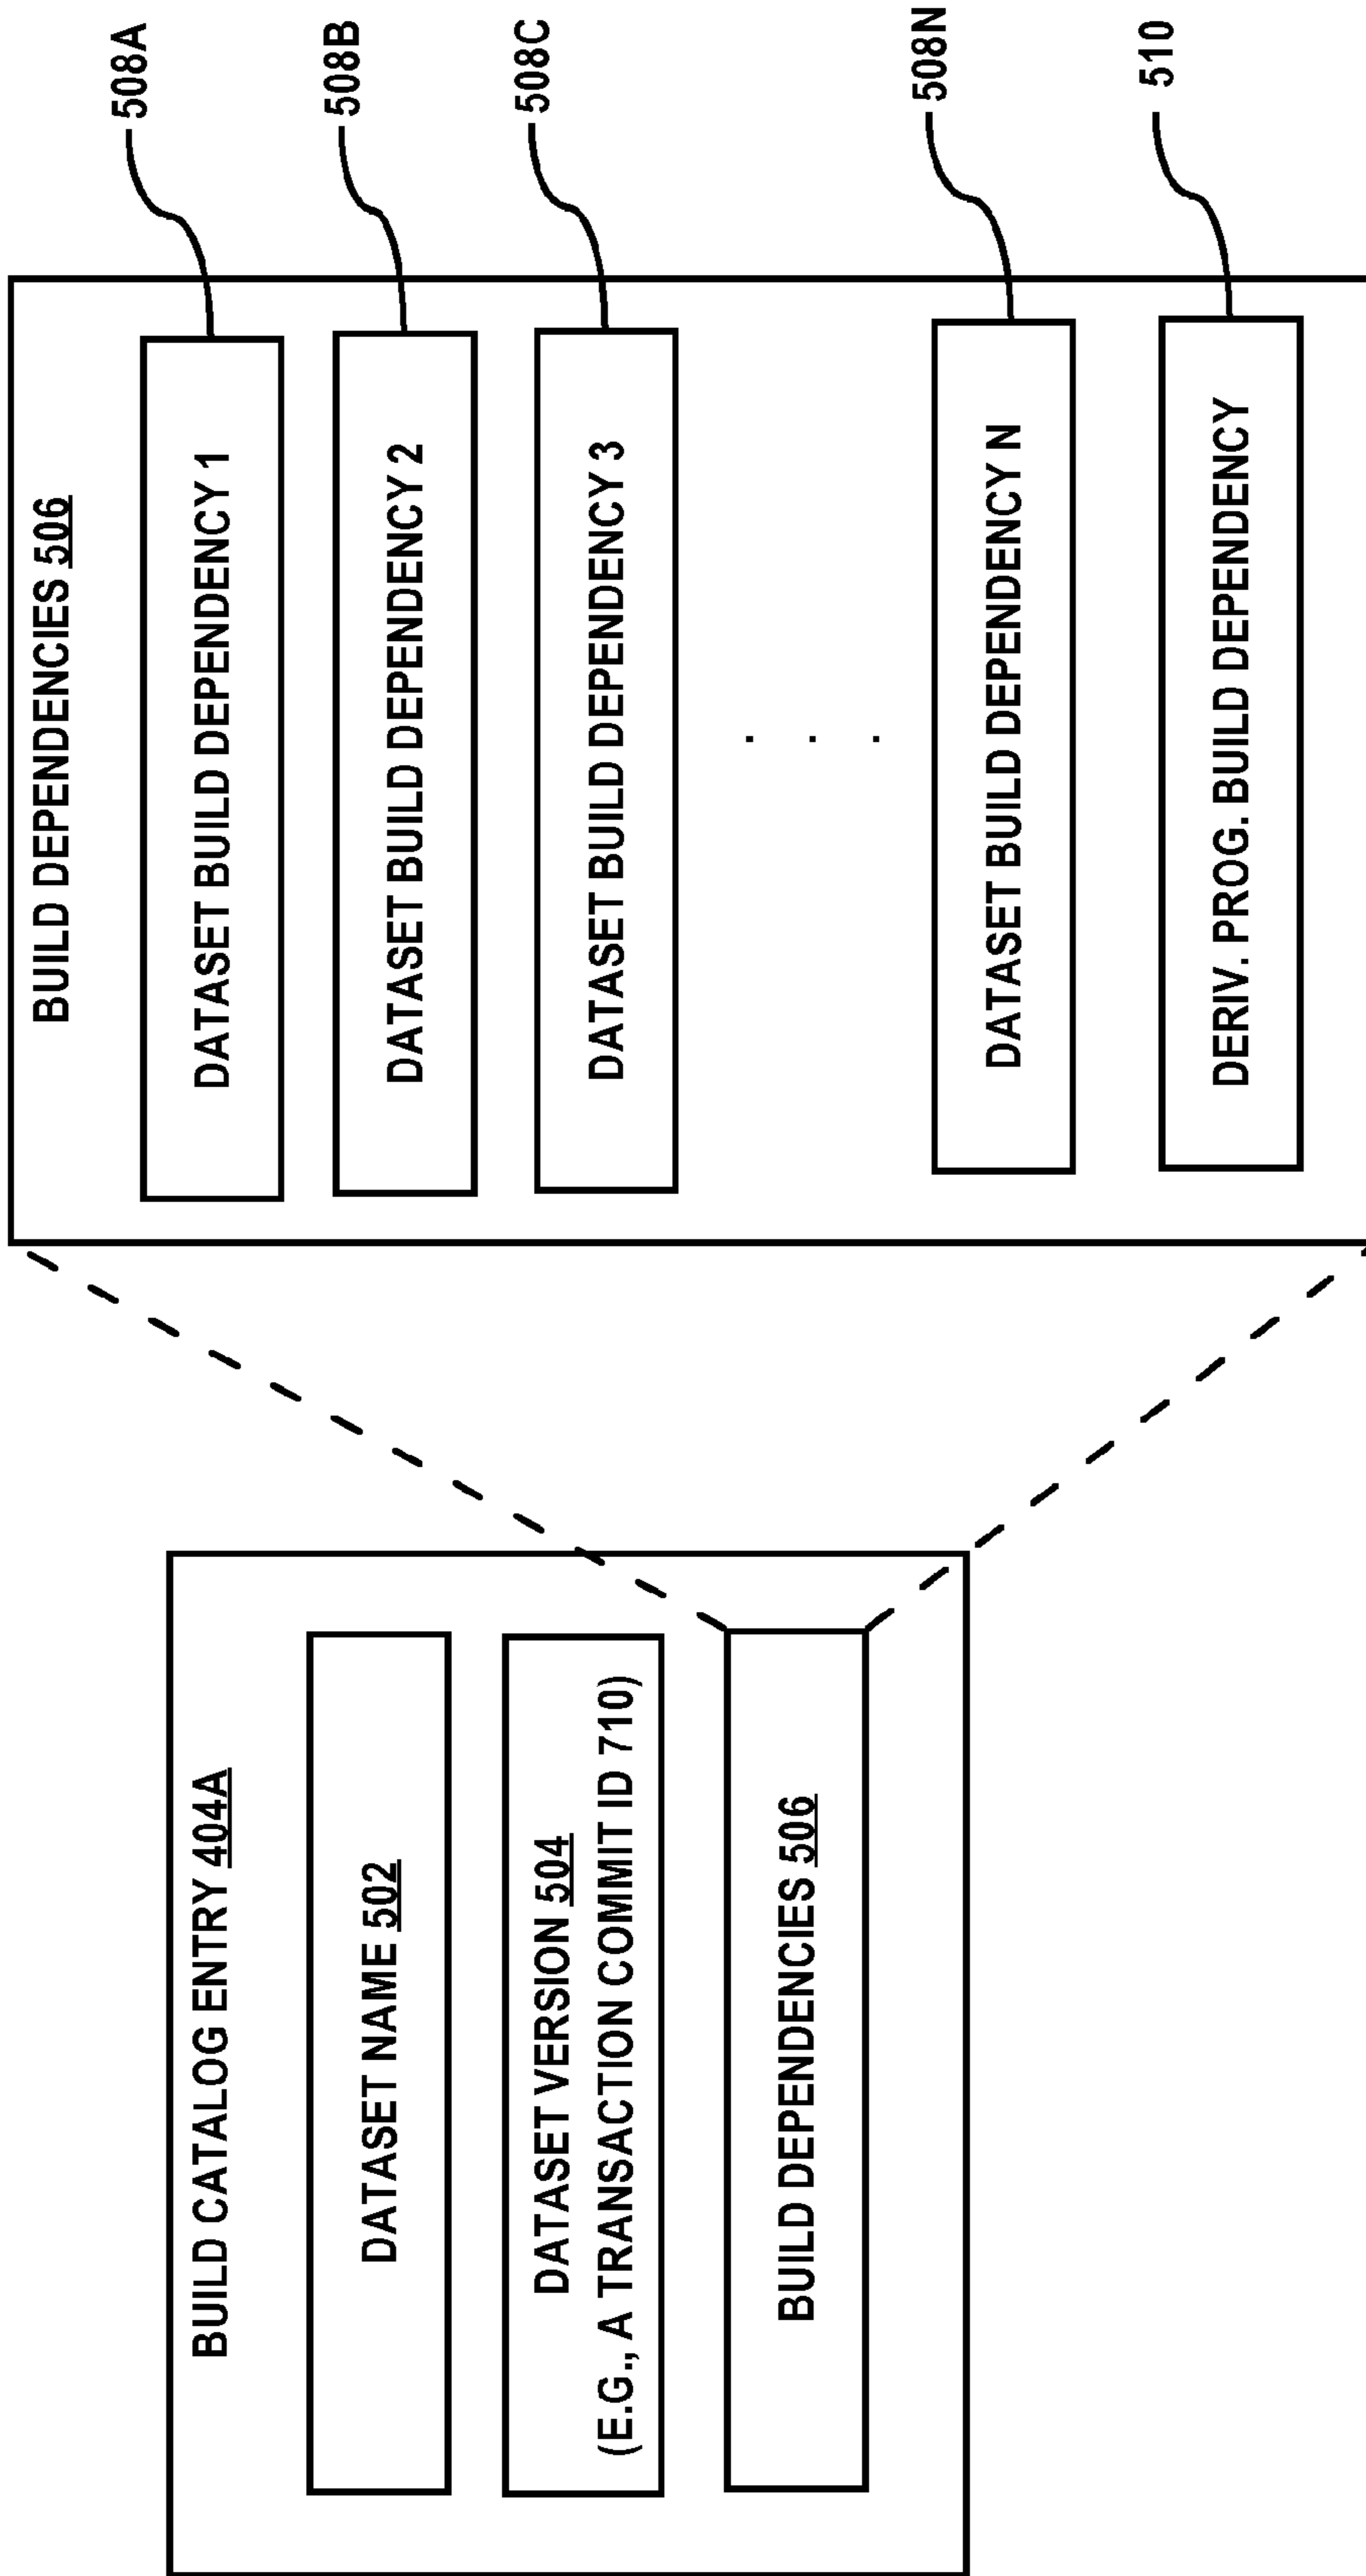 BUILD CATALOG ENTRY 404A
DATASET NAME 502
DATASET VERSION 504
(E.G., A TRANSACTION COMMIT ID 710)
BUILD DEPENDENCIES 506
BUILD DEPENDENCIES 506
DATASET BUILD DEPENDENCY 1
508A
DATASET BUILD DEPENDENCY 2
508B
DATASET BUILD DEPENDENCY 3
508C
. . .
DATASET BUILD DEPENDENCY N
508N
DERIV. PROG. BUILD DEPENDENCY
510